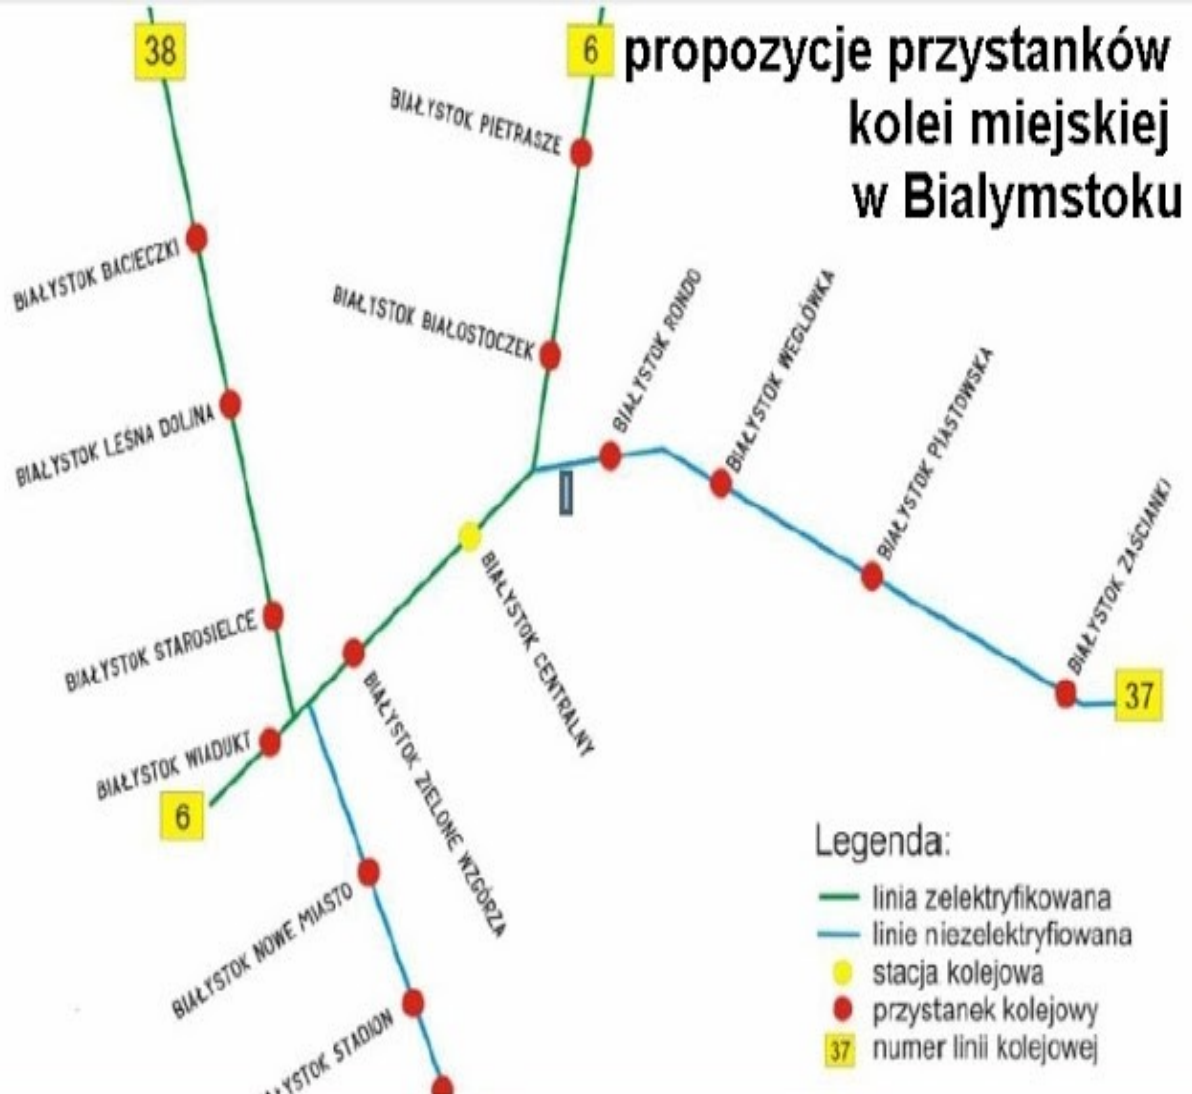 38
6
propozycje przystanków
kolei miejskiej
w Bialymstoku
BIAŁYSTOK PIETRASZE
BIAŁYSTOK BACIECZKI
BIAŁYSTOK BIAŁOSTOCZEK
BIAŁYSTOK RONDO
BIAŁYSTOK WĘGLÓWKA
BIAŁYSTOK PIASTOWSKA
BIAŁYSTOK ZAŚCIANKI
BIAŁYSTOK LEŚNA DOLINA
BIAŁYSTOK CENTRALNY
BIAŁYSTOK STAROSIELCE
37
BIAŁYSTOK WIADUKT
BIAŁYSTOK ZIELONE WZGÓRZA
6
BIAŁYSTOK NOWE MIASTO
AŁYSTOK STADION
Legenda:
linia zelektryfikowana
linie niezelektryfiowana
stacja kolejowa
przystanek kolejowy
37 numer linii kolejowej